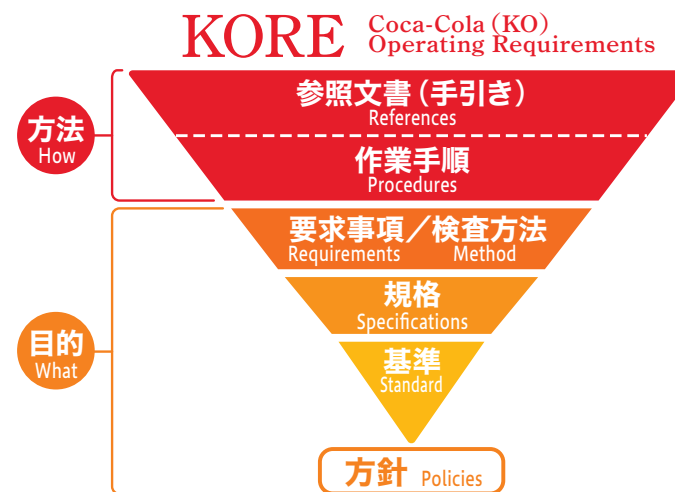 KORE Coca-Cola (KO)
Operating Requirements
参照文書（手引き）
References
方法
How
作業手順
Procedures
要求事項／検査方法
Requirements Method
規格
Specifications
目的
What
基準
Standard
方針 Policies